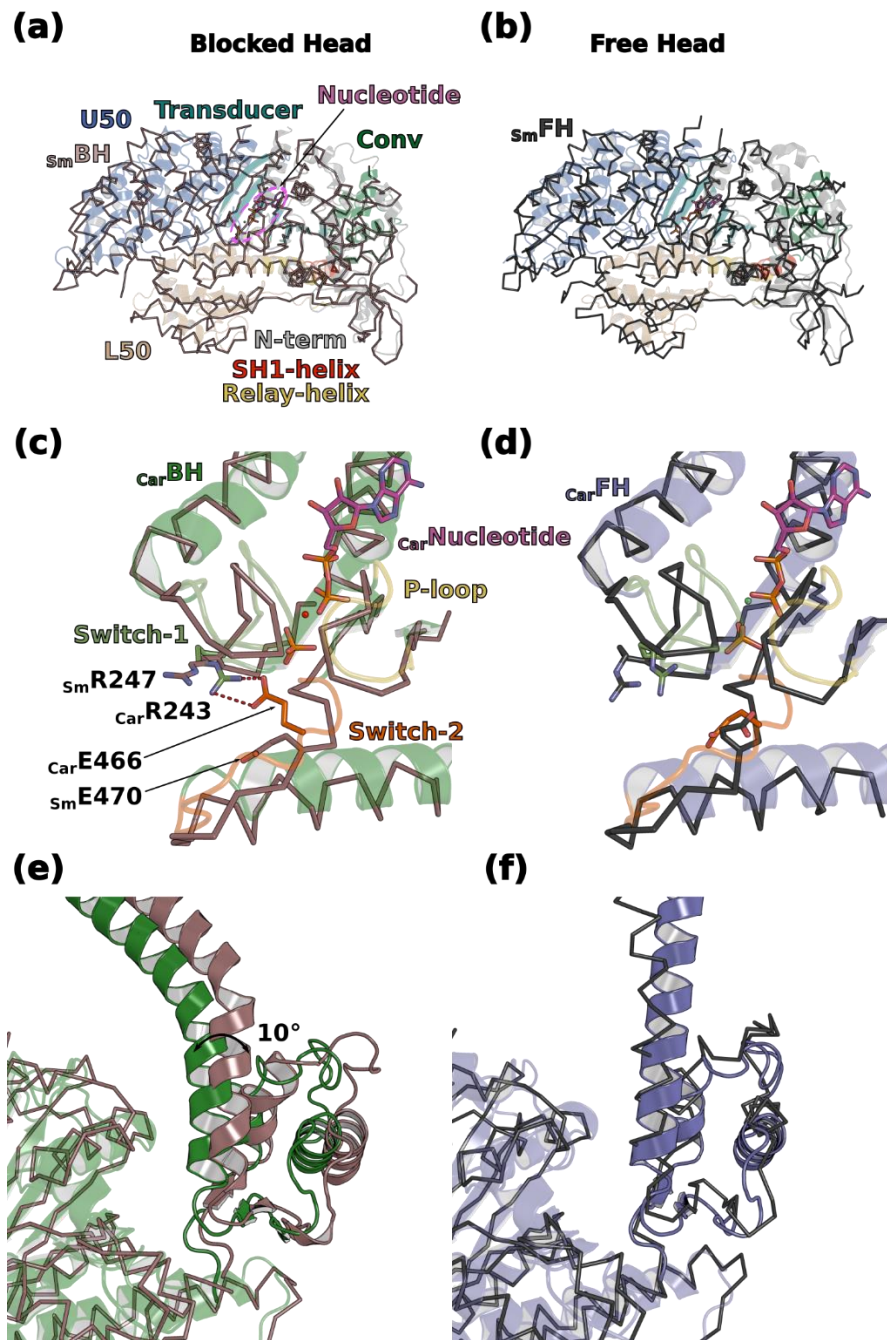 (a)
Blocked Head
(b)
Free Head
Nucleotide
Transducer
U50
Conv
SmBH
SmFH
L50
N-term
SH1-helix
Relay-helix
(c)
(d)
CarBH
CarFH
CarNucleotide
P-loop
Switch-1
SmR247
CarR243
Switch-2
CarE466
SmE470
(e)
(f)
10°